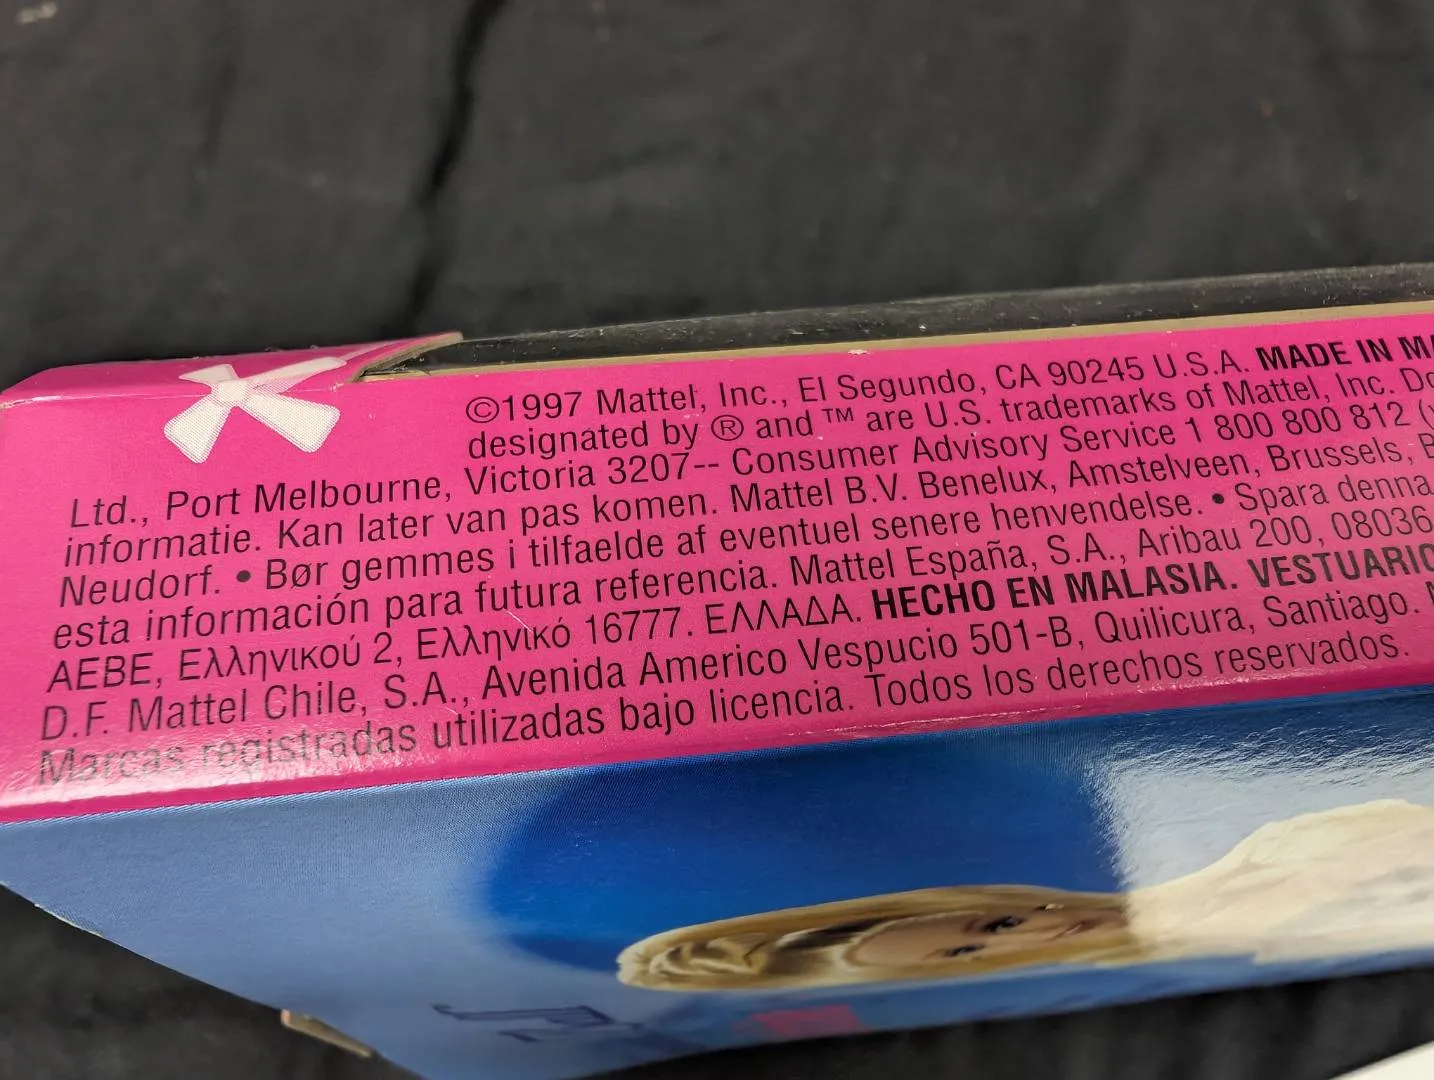 ©1997 Mattel, Inc., El Segundo, CA 90245 U.S.A. MADE IN
designated by ® and ™ are U.S. trademarks of Mattel, Inc.
Ltd., Port Melbourne, Victoria 3207-- Consumer Advisory Service 1 800 800 812
informatie. Kan later van pas komen. Mattel B.V. Benelux, Amstelveen, Brussels,
Neudorf. • Bør gemmes i tilfaelde af eventuel senere henvendelse. • Spara denna
esta información para futura referencia. Mattel España, S.A., Aribau 200, 08036
AEBE, Ελληνικού 2, Ελληνικό 16777. ΕΛΛΑΔΑ. HECHO EN MALASIA. VESTUARIO
D.F. Mattel Chile, S.A., Avenida Americo Vespucio 501-B, Quilicura, Santiago.
Marcas registradas utilizadas bajo licencia. Todos los derechos reservados.